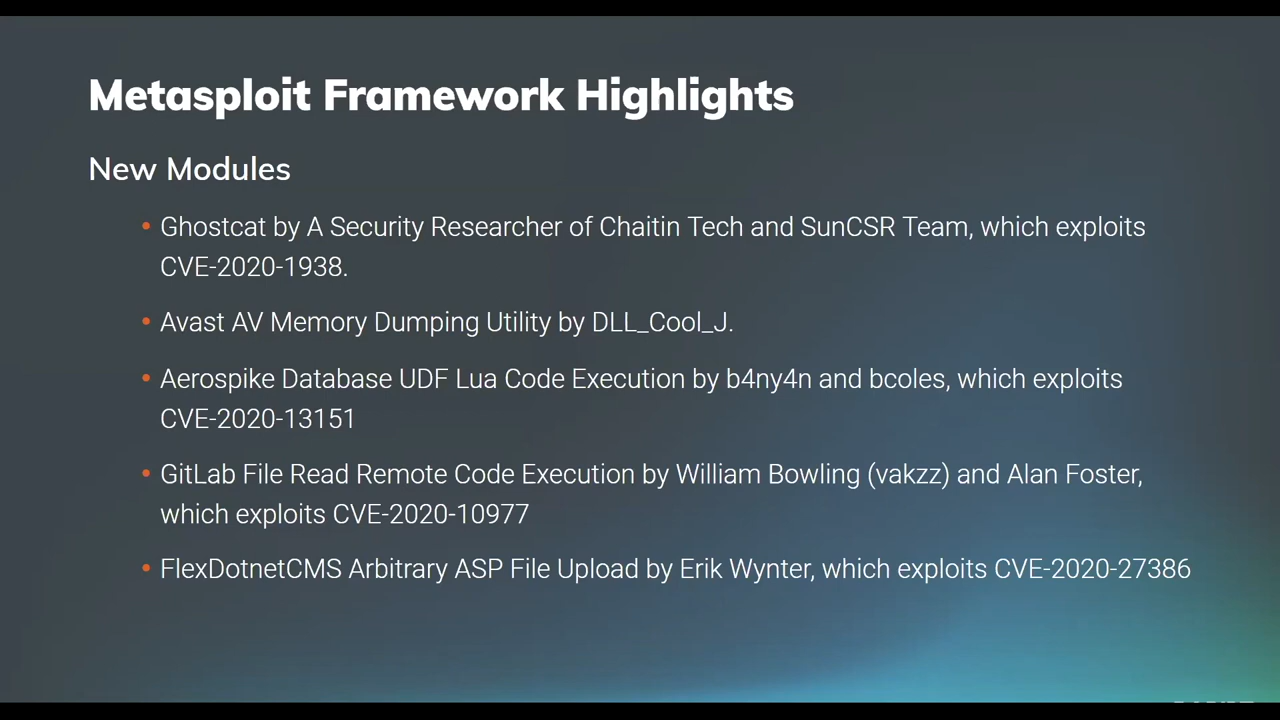 Metasploit Framework Highlights
New Modules
• Ghostcat by A Security Researcher of Chaitin Tech and SunCSR Team, which exploits
CVE-2020-1938.
• Avast AV Memory Dumping Utility by DLL_Cool_J.
• Aerospike Database UDF Lua Code Execution by b4ny4n and bcoles, which exploits
CVE-2020-13151
• GitLab File Read Remote Code Execution by William Bowling (vakzz) and Alan Foster,
which exploits CVE-2020-10977
• FlexDotnetCMS Arbitrary ASP File Upload by Erik Wynter, which exploits CVE-2020-27386